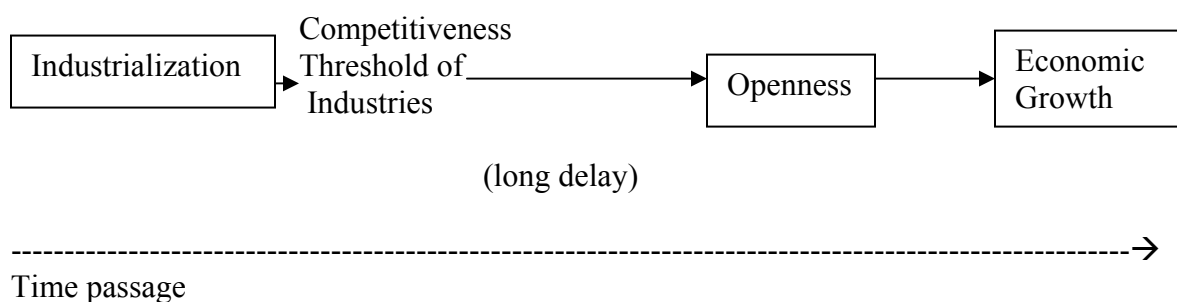 Industrialization
Competitiveness
Threshold of
Industries
Openness
Economic
Growth
(long delay)
Time passage